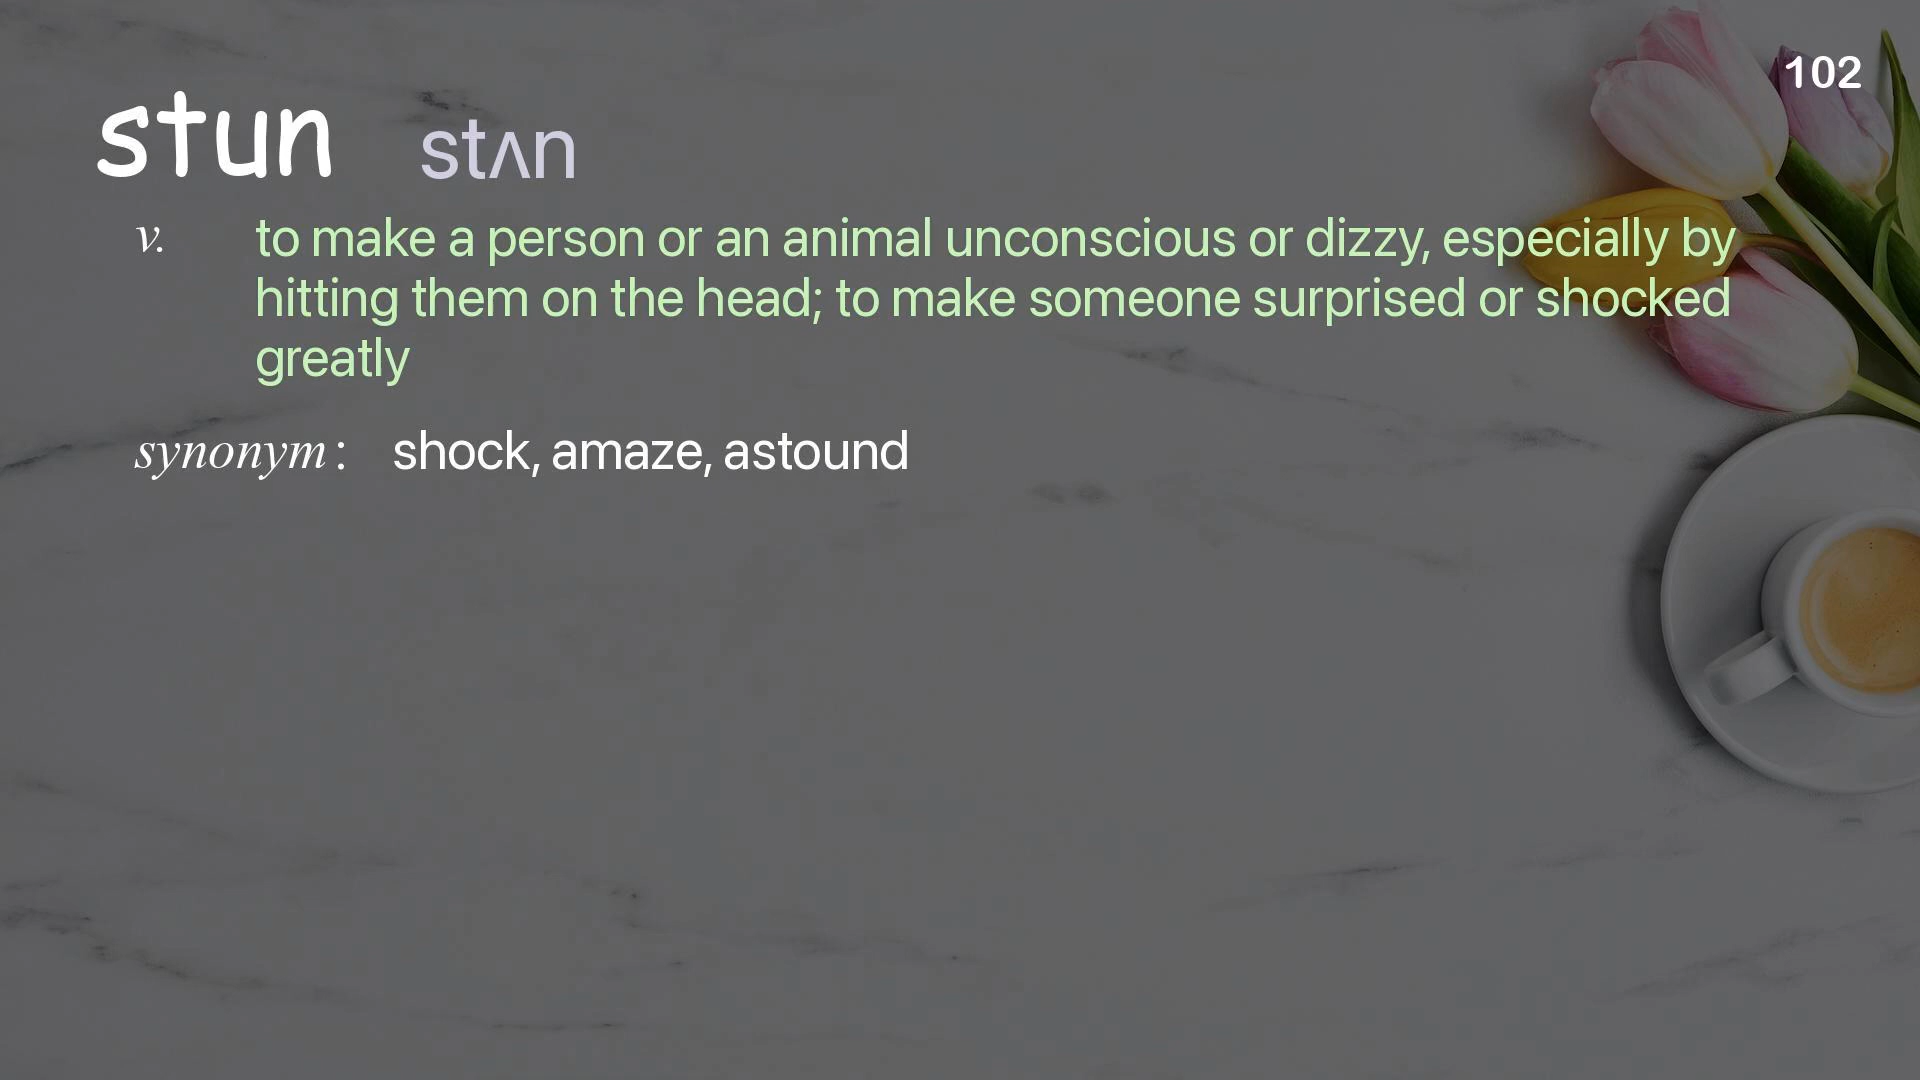 102
stun stʌn
v. to make a person or an animal unconscious or dizzy, especially by
hitting them on the head; to make someone surprised or shocked
greatly
synonym : shock, amaze, astound